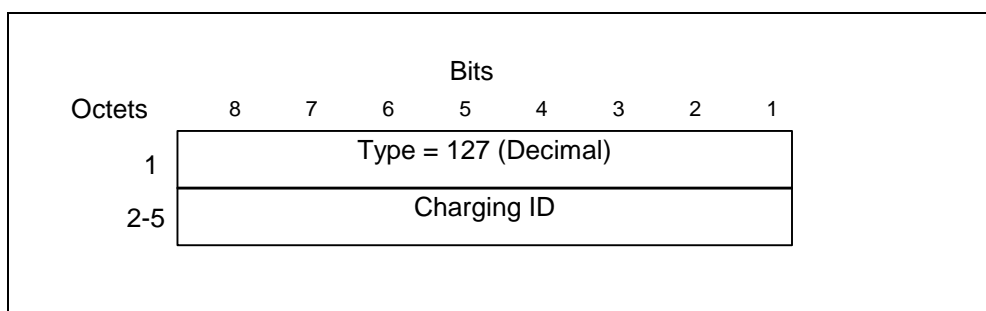 Bits
Octets 8 7 6 5 4 3 2 1
1 Type = 127 (Decimal)
2-5 Charging ID